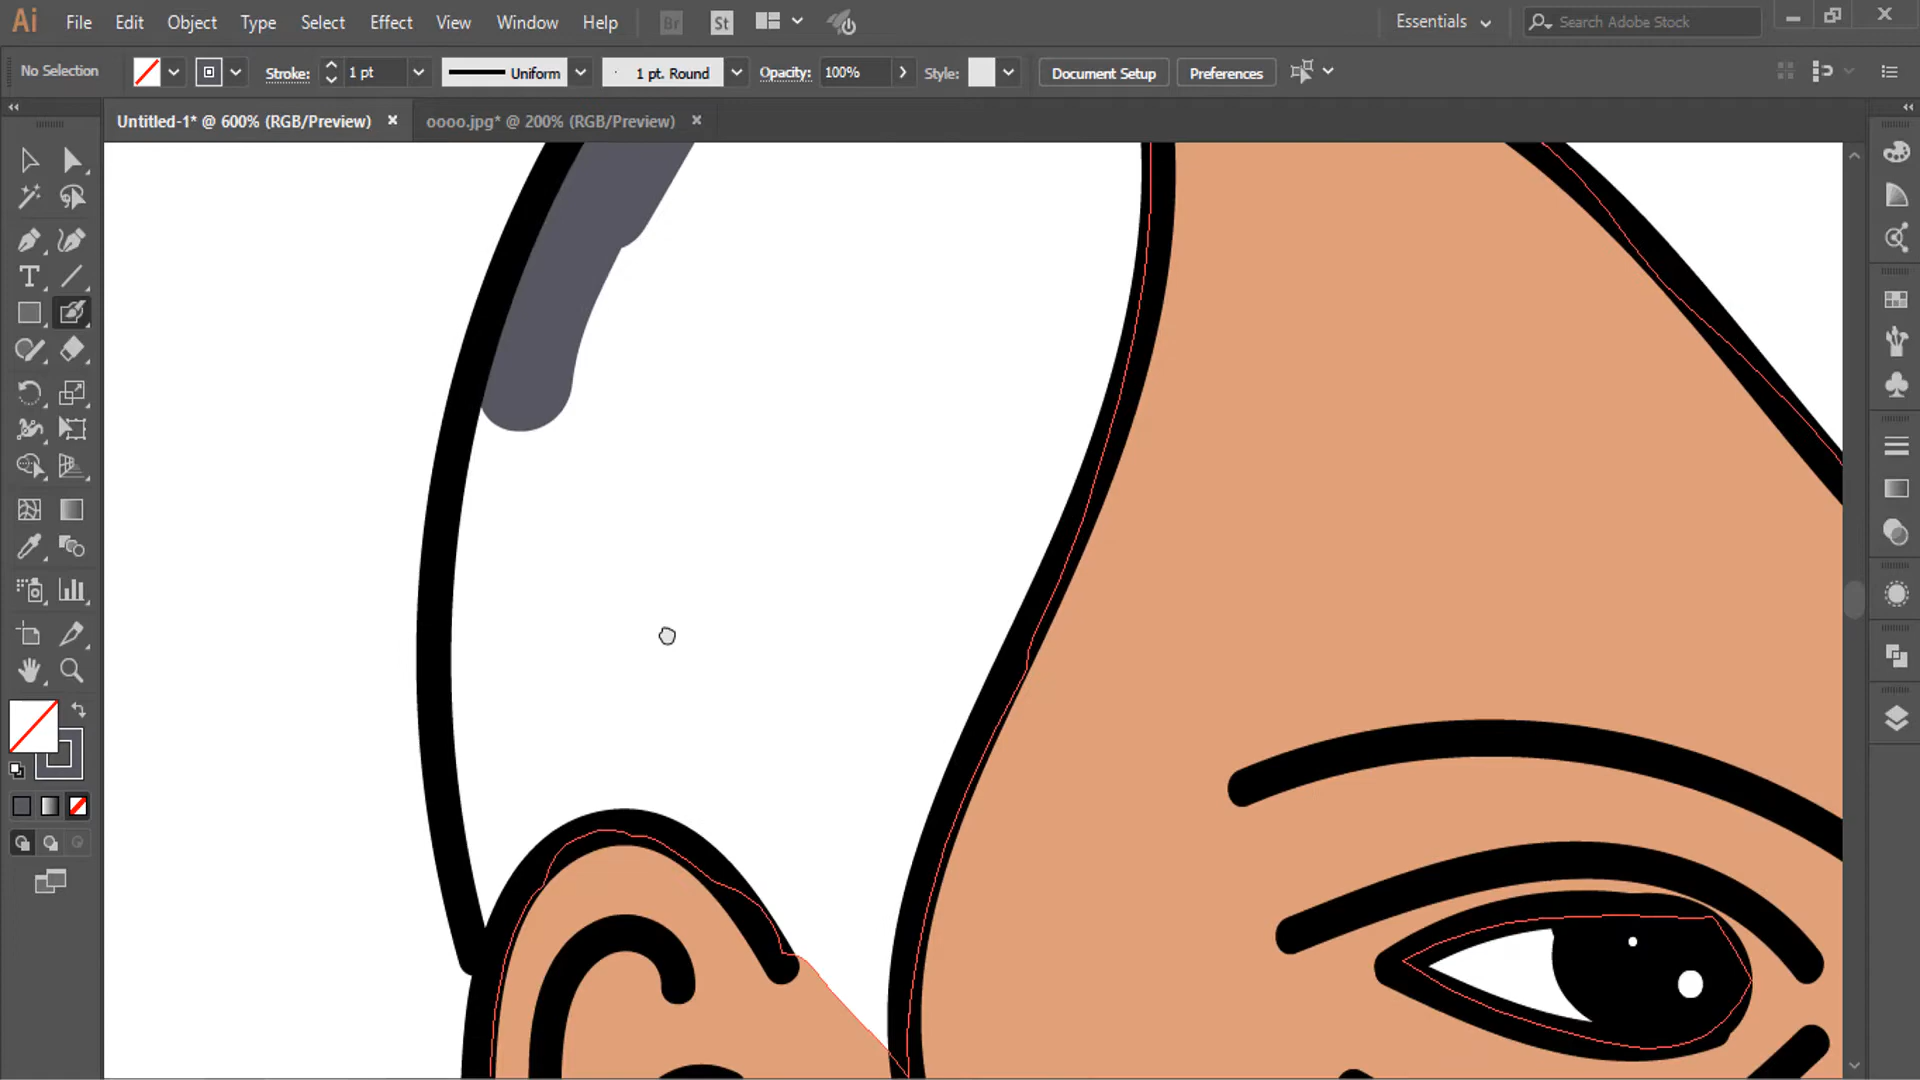 Ai File Edit Object Type Select Effect View Window Help Br St Essentials Search Adobe Stock
No Selection Stroke: 1 pt Uniform 1 pt. Round Opacity: 100% Style: Document Setup Preferences
Untitled-1* @ 600% (RGB/Preview) × oooo.jpg* @ 200% (RGB/Preview) ×
T